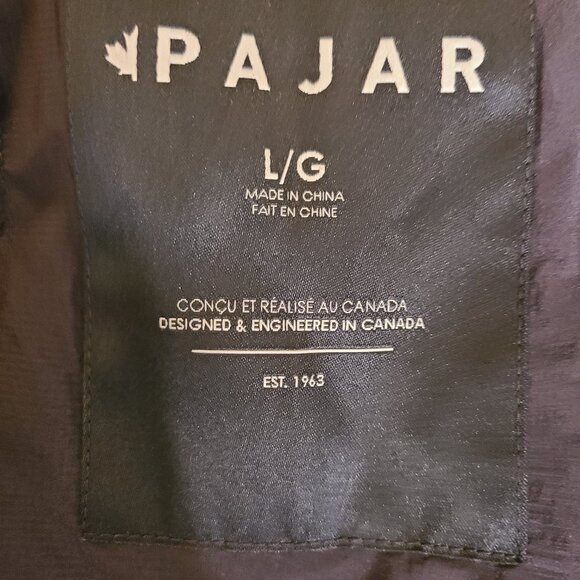 PAJAR
L/G
MADE IN CHINA
FAIT EN CHINE
CONÇU ET RÉALISÉ AU CANADA
DESIGNED & ENGINEERED IN CANADA
EST. 1963